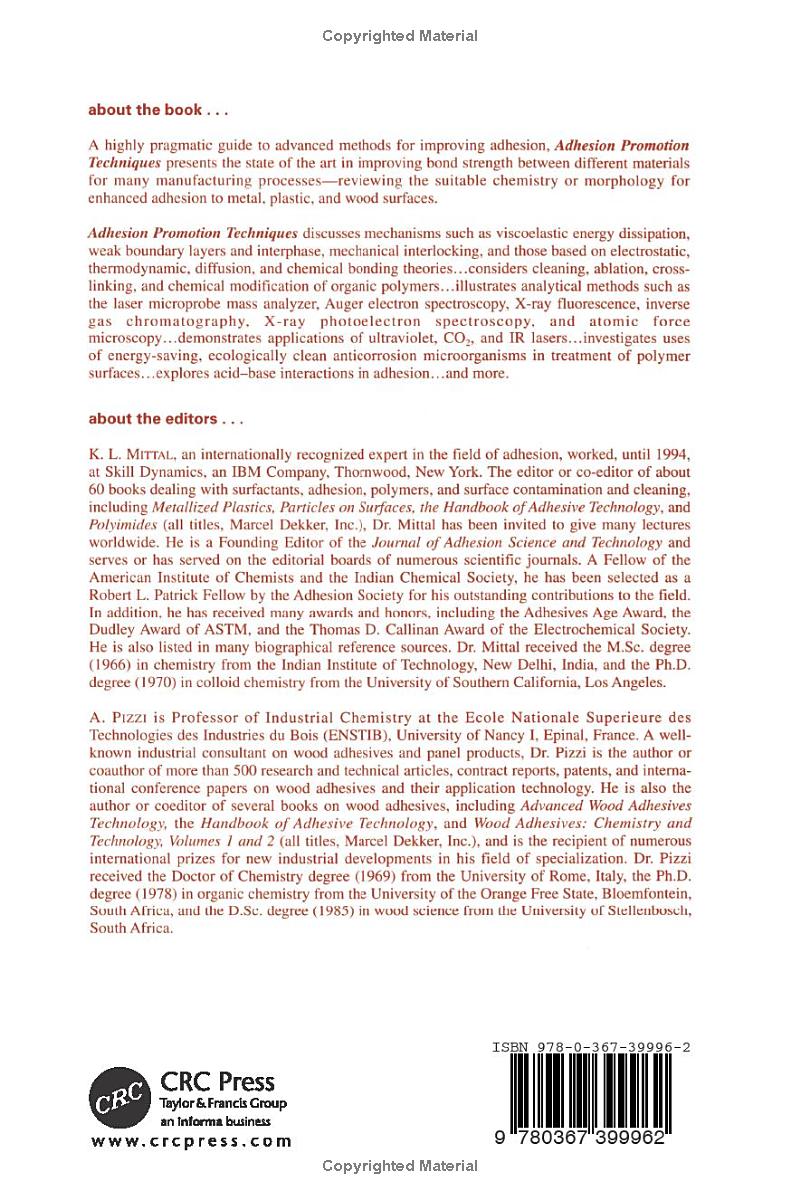 Copyrighted Material
about the book . . .
A highly pragmatic guide to advanced methods for improving adhesion, Adhesion Promotion
Techniques presents the state of the art in improving bond strength between different materials
for many manufacturing processes—reviewing the suitable chemistry or morphology for
enhanced adhesion to metal, plastic, and wood surfaces.
Adhesion Promotion Techniques discusses mechanisms such as viscoelastic energy dissipation,
weak boundary layers and interphase, mechanical interlocking, and those based on electrostatic,
thermodynamic, diffusion, and chemical bonding theories…considers cleaning, ablation, cross-
linking, and chemical modification of organic polymers…illustrates analytical methods such as
the laser microprobe mass analyzer, Auger electron spectroscopy, X-ray fluorescence, inverse
gas chromatography, X-ray photoelectron spectroscopy, and atomic force
microscopy…demonstrates applications of ultraviolet, CO₂, and IR lasers…investigates uses
of energy-saving, ecologically clean anticorrosion microorganisms in treatment of polymer
surfaces…explores acid–base interactions in adhesion…and more.
about the editors . . .
K. L. MITTAL, an internationally recognized expert in the field of adhesion, worked, until 1994,
at Skill Dynamics, an IBM Company, Thornwood, New York. The editor or co-editor of about
60 books dealing with surfactants, adhesion, polymers, and surface contamination and cleaning,
including Metallized Plastics, Particles on Surfaces, the Handbook of Adhesive Technology, and
Polyimides (all titles, Marcel Dekker, Inc.), Dr. Mittal has been invited to give many lectures
worldwide. He is a Founding Editor of the Journal of Adhesion Science and Technology and
serves or has served on the editorial boards of numerous scientific journals. A Fellow of the
American Institute of Chemists and the Indian Chemical Society, he has been selected as a
Robert L. Patrick Fellow by the Adhesion Society for his outstanding contributions to the field.
In addition, he has received many awards and honors, including the Adhesives Age Award, the
Dudley Award of ASTM, and the Thomas D. Callinan Award of the Electrochemical Society.
He is also listed in many biographical reference sources. Dr. Mittal received the M.Sc. degree
(1966) in chemistry from the Indian Institute of Technology, New Delhi, India, and the Ph.D.
degree (1970) in colloid chemistry from the University of Southern California, Los Angeles.
A. PIZZI is Professor of Industrial Chemistry at the Ecole Nationale Superieure des
Technologies des Industries du Bois (ENSTIB), University of Nancy I, Epinal, France. A well-
known industrial consultant on wood adhesives and panel products, Dr. Pizzi is the author or
coauthor of more than 500 research and technical articles, contract reports, patents, and interna-
tional conference papers on wood adhesives and their application technology. He is also the
author or coeditor of several books on wood adhesives, including Advanced Wood Adhesives
Technology, the Handbook of Adhesive Technology, and Wood Adhesives: Chemistry and
Technology, Volumes 1 and 2 (all titles, Marcel Dekker, Inc.), and is the recipient of numerous
international prizes for new industrial developments in his field of specialization. Dr. Pizzi
received the Doctor of Chemistry degree (1969) from the University of Rome, Italy, the Ph.D.
degree (1978) in organic chemistry from the University of the Orange Free State, Bloemfontein,
South Africa, and the D.Sc. degree (1985) in wood science from the University of Stellenbosch,
South Africa.
ISBN 978-0-367-39996-2
9 780367 399962
CRC
CRC Press
Taylor & Francis Group
an informa business
www.crcpress.com
Copyrighted Material